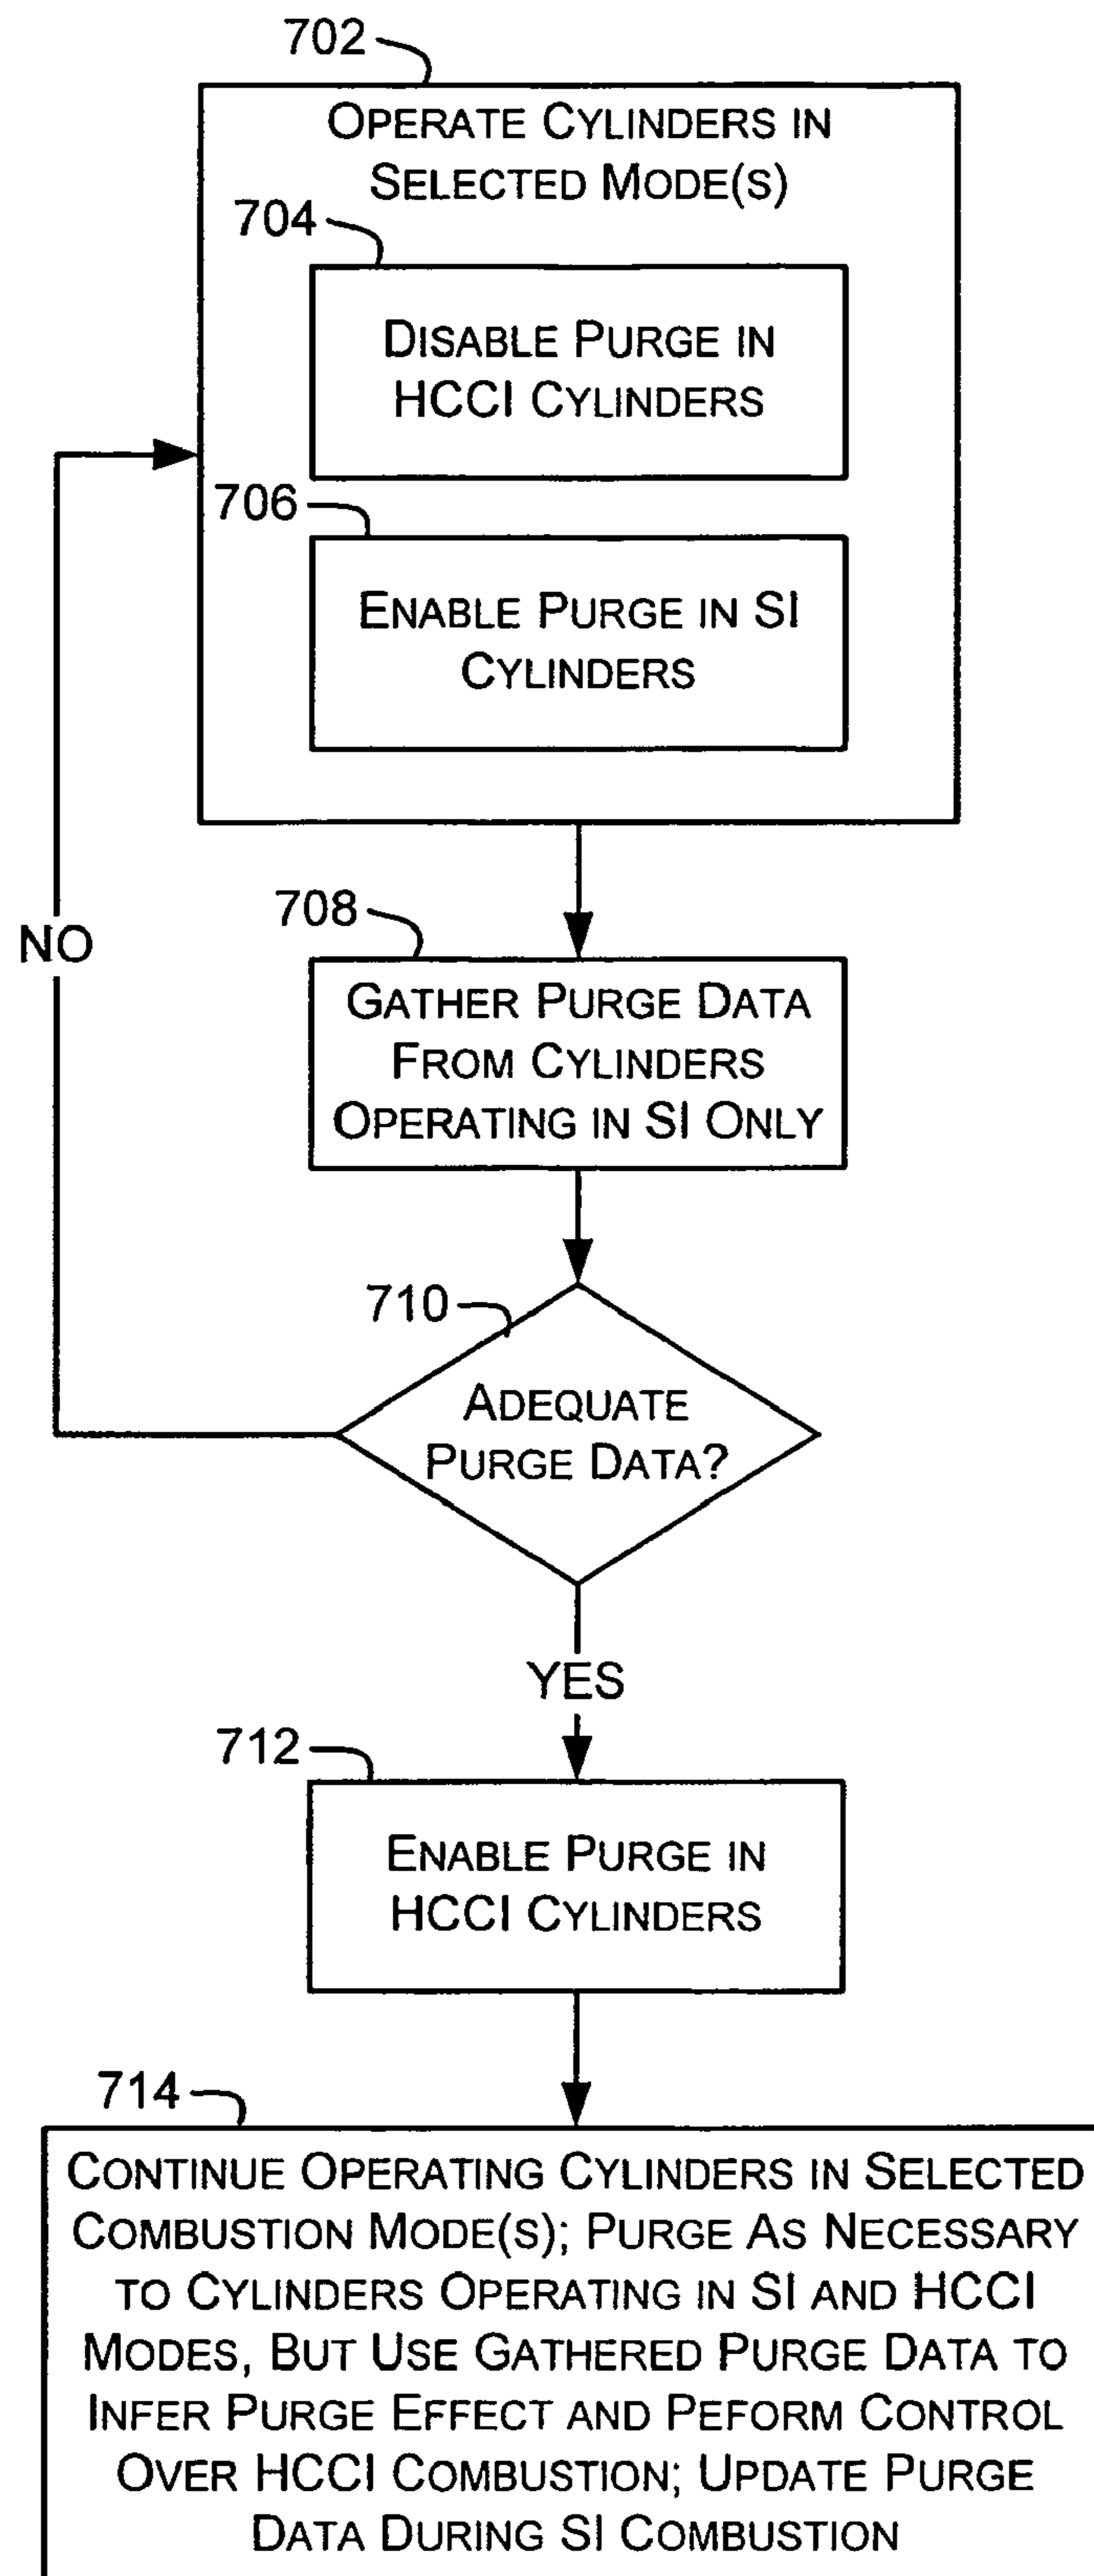 702
OPERATE CYLINDERS IN
SELECTED MODE(S)
704
DISABLE PURGE IN
HCCI CYLINDERS
706
ENABLE PURGE IN SI
CYLINDERS
708
GATHER PURGE DATA
FROM CYLINDERS
OPERATING IN SI ONLY
NO
710
ADEQUATE
PURGE DATA?
YES
712
ENABLE PURGE IN
HCCI CYLINDERS
714
CONTINUE OPERATING CYLINDERS IN SELECTED
COMBUSTION MODE(S); PURGE AS NECESSARY
TO CYLINDERS OPERATING IN SI AND HCCI
MODES, BUT USE GATHERED PURGE DATA TO
INFER PURGE EFFECT AND PEFORM CONTROL
OVER HCCI COMBUSTION; UPDATE PURGE
DATA DURING SI COMBUSTION